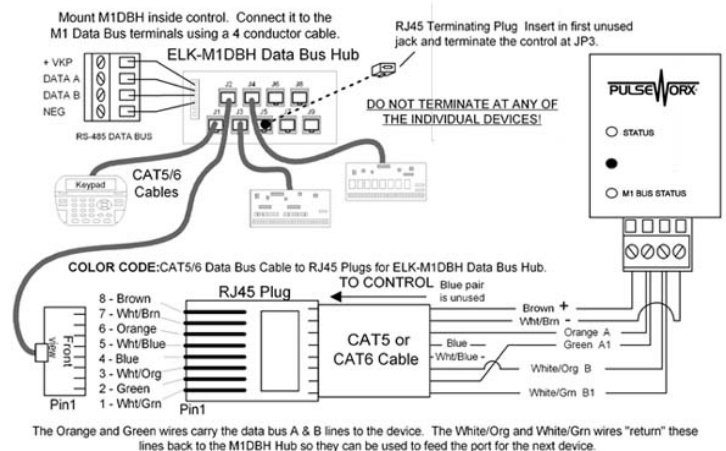 Mount M1DBH inside control. Connect it to the
M1 Data Bus terminals using a 4 conductor cable.
RJ45 Terminating Plug Insert in first unused
jack and terminate the control at JP3.
ELK-M1DBH Data Bus Hub
+ VKP
DATA A
DATA B
NEG
RS-485 DATA BUS
J2
J4
J6
J8
J1
J3
J5
J7
J9
DO NOT TERMINATE AT ANY OF
THE INDIVIDUAL DEVICES!
PULSEWORX
STATUS
M1 BUS STATUS
Keypad
CAT5/6
Cables
COLOR CODE:CAT5/6 Data Bus Cable to RJ45 Plugs for ELK-M1DBH Data Bus Hub.
RJ45 Plug
TO CONTROL
Blue pair
is unused
8 - Brown
7 - Wht/Brn
6 - Orange
5 - Wht/Blue
4 - Blue
3 - Wht/Org
2 - Green
1 - Wht/Grn
Front
View
Pin1
Pin1
CAT5 or
CAT6 Cable
Brown +
Wht/Brn -
Orange A
Green A1
Blue
Wht/Blue
White/Org B
White/Grn B1
The Orange and Green wires carry the data bus A & B lines to the device. The White/Org and White/Grn wires "return" these
lines back to the M1DBH Hub so they can be used to feed the port for the next device.